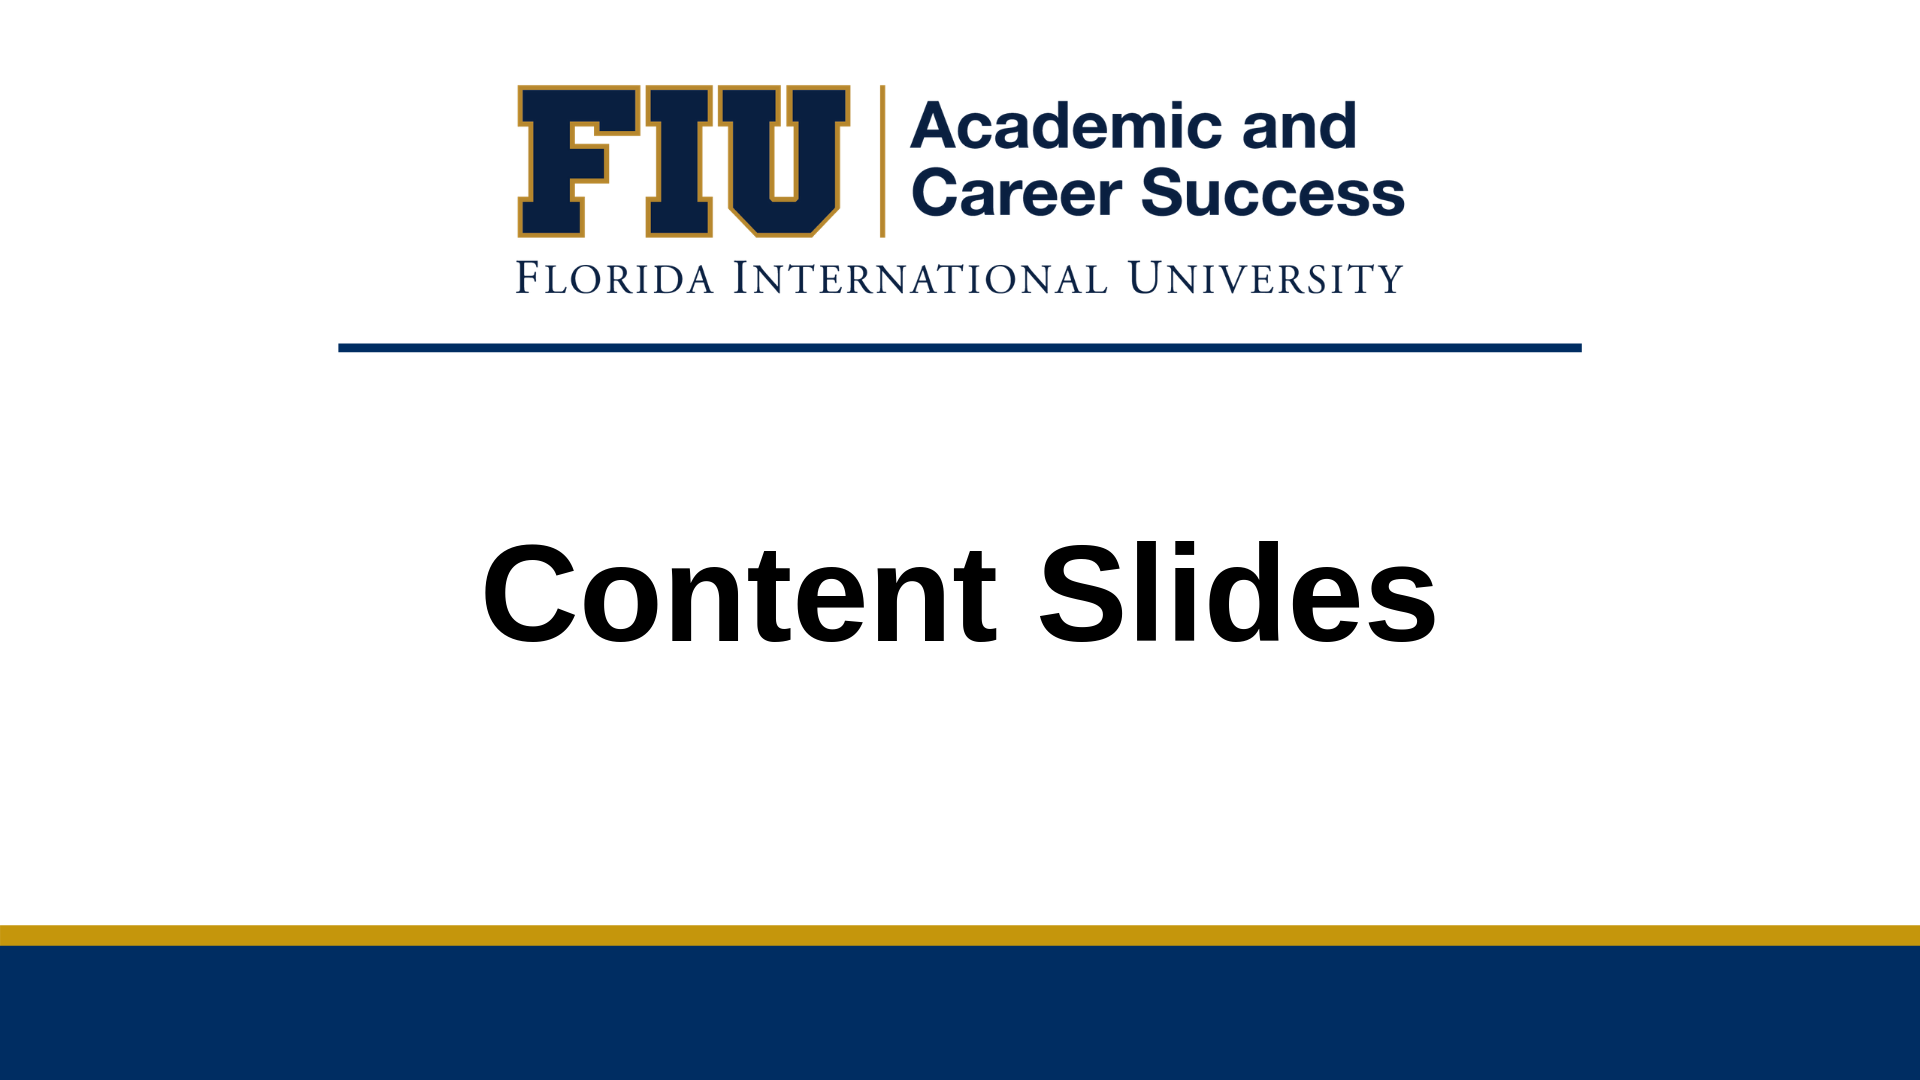 FIU
Academic and
Career Success
FLORIDA INTERNATIONAL UNIVERSITY
Content Slides